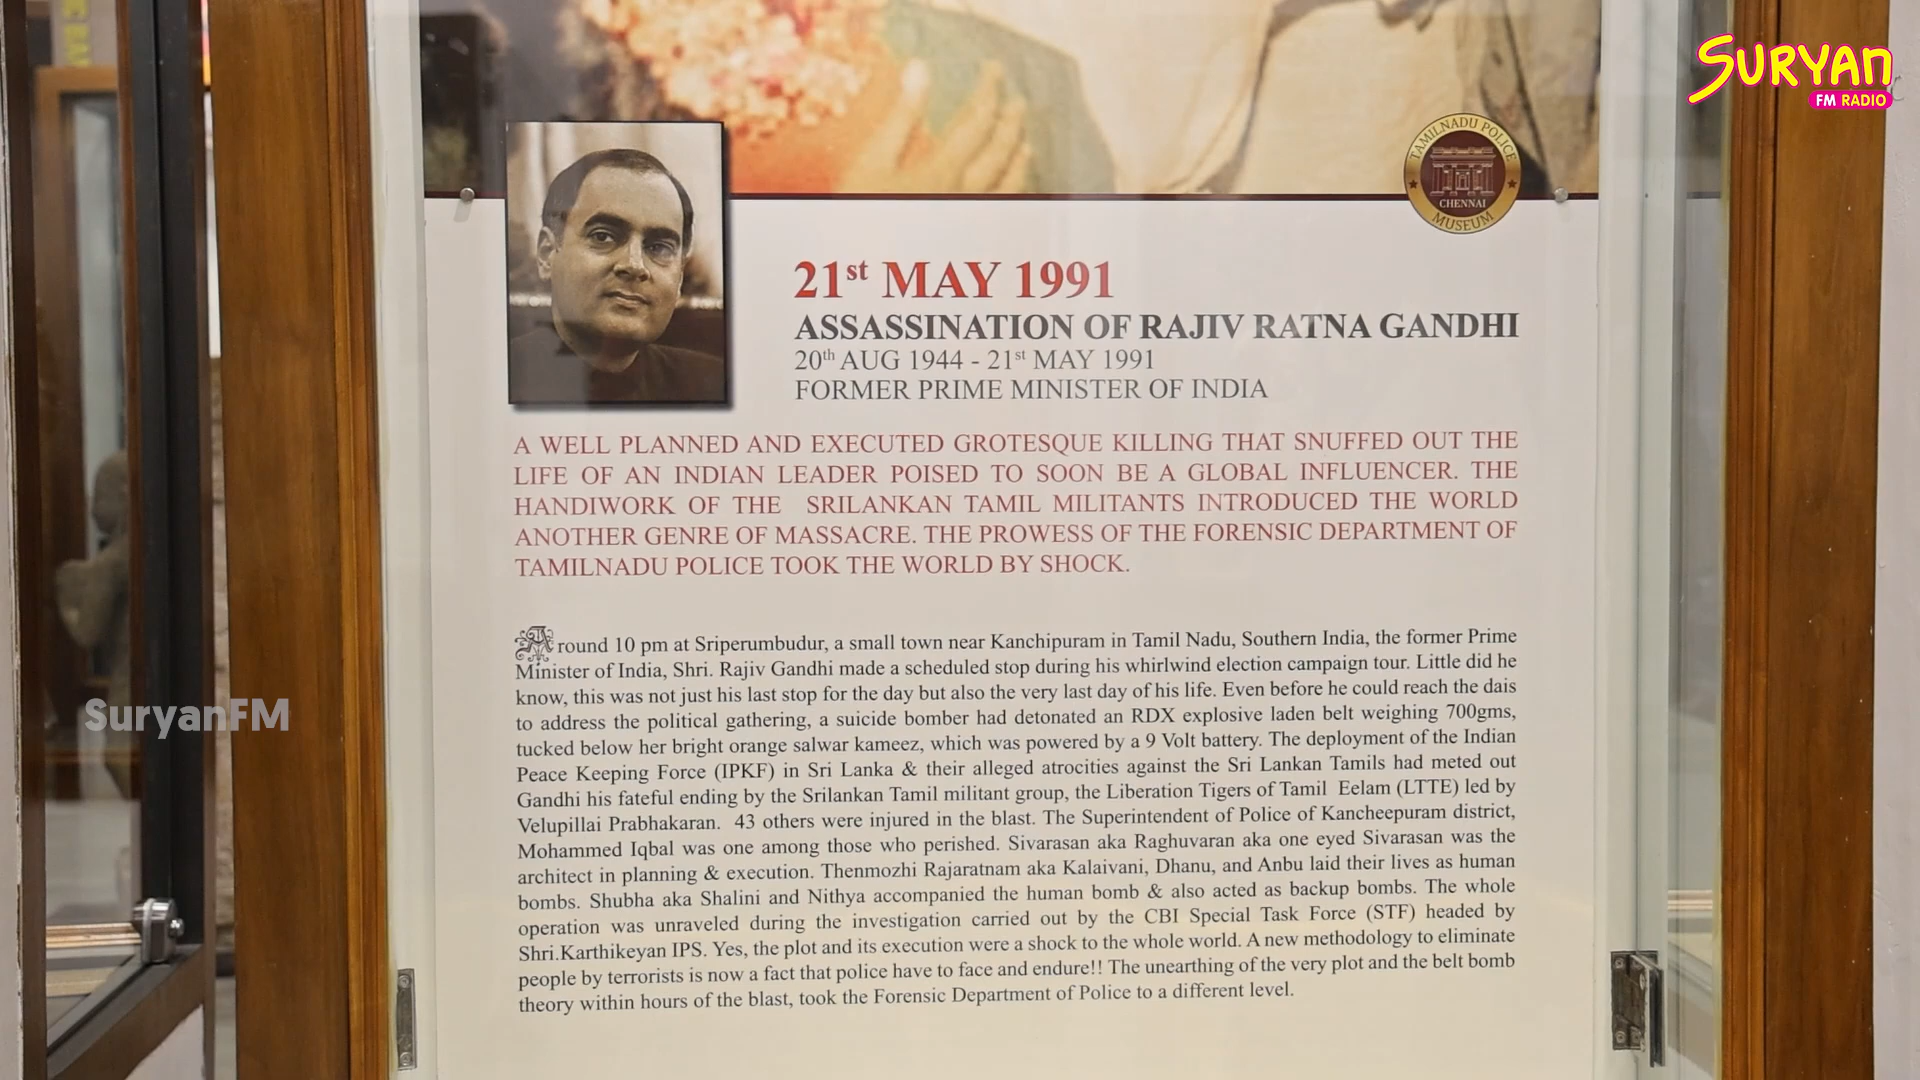 SURYAN
FM RADIO
TAMILNADU POLICE
CHENNAI
MUSEUM
21st MAY 1991
ASSASSINATION OF RAJIV RATNA GANDHI
20th AUG 1944 - 21st MAY 1991
FORMER PRIME MINISTER OF INDIA
A WELL PLANNED AND EXECUTED GROTESQUE KILLING THAT SNUFFED OUT THE
LIFE OF AN INDIAN LEADER POISED TO SOON BE A GLOBAL INFLUENCER. THE
HANDIWORK OF THE SRILANKAN TAMIL MILITANTS INTRODUCED THE WORLD
ANOTHER GENRE OF MASSACRE. THE PROWESS OF THE FORENSIC DEPARTMENT OF
TAMILNADU POLICE TOOK THE WORLD BY SHOCK.
Around 10 pm at Sriperumbudur, a small town near Kanchipuram in Tamil Nadu, Southern India, the former Prime
Minister of India, Shri. Rajiv Gandhi made a scheduled stop during his whirlwind election campaign tour. Little did he
know, this was not just his last stop for the day but also the very last day of his life. Even before he could reach the dais
to address the political gathering, a suicide bomber had detonated an RDX explosive laden belt weighing 700gms,
tucked below her bright orange salwar kameez, which was powered by a 9 Volt battery. The deployment of the Indian
Peace Keeping Force (IPKF) in Sri Lanka & their alleged atrocities against the Sri Lankan Tamils had meted out
Gandhi his fateful ending by the Srilankan Tamil militant group, the Liberation Tigers of Tamil Eelam (LTTE) led by
Velupillai Prabhakaran. 43 others were injured in the blast. The Superintendent of Police of Kancheepuram district,
Mohammed Iqbal was one among those who perished. Sivarasan aka Raghuvaran aka one eyed Sivarasan was the
architect in planning & execution. Thenmozhi Rajaratnam aka Kalaivani, Dhanu, and Anbu laid their lives as human
bombs. Shubha aka Shalini and Nithya accompanied the human bomb & also acted as backup bombs. The whole
operation was unraveled during the investigation carried out by the CBI Special Task Force (STF) headed by
Shri.Karthikeyan IPS. Yes, the plot and its execution were a shock to the whole world. A new methodology to eliminate
people by terrorists is now a fact that police have to face and endure!! The unearthing of the very plot and the belt bomb
theory within hours of the blast, took the Forensic Department of Police to a different level.
SuryanFM